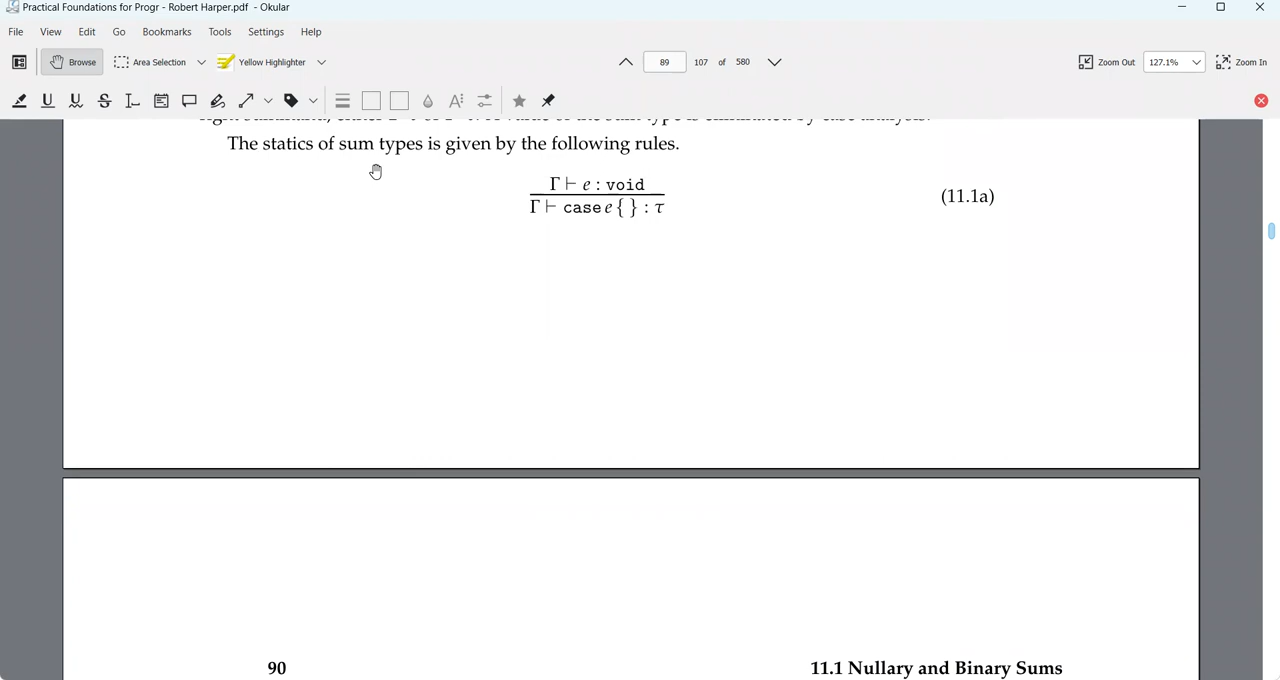 Practical Foundations for Progr - Robert Harper.pdf - Okular
File View Edit Go Bookmarks Tools Settings Help
Browse Area Selection Yellow Highlighter 89 107 of 580 Zoom Out 127.1% Zoom In
The statics of sum types is given by the following rules.
Γ ⊢ e : void
Γ ⊢ case e { } : τ
(11.1a)
90 11.1 Nullary and Binary Sums